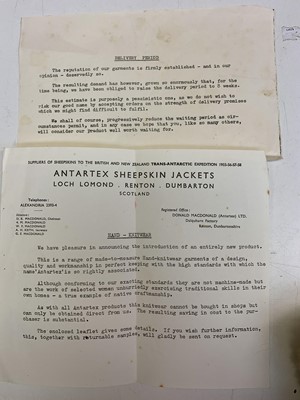 DELIVERY PERIOD
The reputation of our garments is firmly established - and in our
opinion - deservedly so.
The resulting demand has however, grown so enormously that, for the
time being, we have been obliged to raise the delivery period to 8 weeks.
This estimate is purposely a pessimistic one, as we do not wish to
risk our good name by accepting orders on the strength of delivery promises
which we might find difficult to fulfil.
We shall of course, progressively reduce the waiting period as cir-
cumstances permit, and in any case we hope that you, like so many others,
will consider our product well worth waiting for.
SUPPLIERS OF SHEEPSKINS TO THE BRITISH AND NEW ZEALAND TRANS-ANTARCTIC EXPEDITION 1955-56-57-58
ANTARTEX SHEEPSKIN JACKETS
LOCH LOMOND . RENTON . DUMBARTON
SCOTLAND
Telephone:
ALEXANDRIA
Directors:
MACDONALD
MACDONALD
MACDONALD
MACDONALD
Registered Office:
DONALD MACDONALD (Antartex) LTD.
Dalquhurn Factory
Renton, Dunbartonshire
HAND - KNITWEAR
We have pleasure in announcing the introduction of an entirely new product.
This is a range of made-to-measure Hand-knitwear garments of a design,
quality and workmanship in perfect keeping with the high standards with which the
name 'Antartex' is so rightly associated.
Although conforming to our exacting standards they are not machine-made but
are the work of selected women unhurriedly exercising traditional skills in their
own homes - a true example of native craftsmanship.
As with all Antartex products this knitwear cannot be bought in shops but
can only be obtained direct from us. The resulting saving in cost to the pur-
chaser is substantial.
The enclosed leaflet gives some details. If you wish further information,
this, together with returnable samples, will gladly be sent on request.